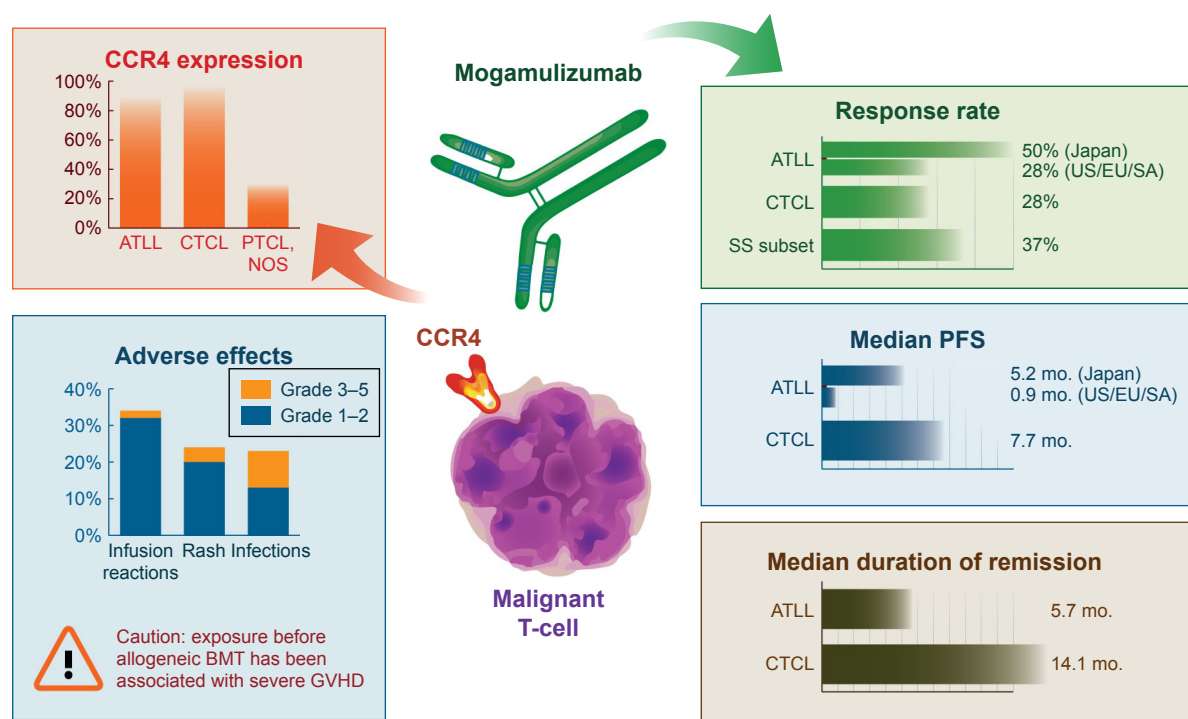 CCR4 expression
100%
80%
60%
40%
20%
0%
ATLL
CTCL
PTCL,
NOS
Mogamulizumab
CCR4
Malignant
T-cell
Adverse effects
40%
30%
20%
10%
0%
Grade 3–5
Grade 1–2
Infusion
reactions
Rash
Infections
Caution: exposure before
allogeneic BMT has been
associated with severe GVHD
Response rate
ATLL
50% (Japan)
28% (US/EU/SA)
CTCL
28%
SS subset
37%
Median PFS
ATLL
5.2 mo. (Japan)
0.9 mo. (US/EU/SA)
CTCL
7.7 mo.
Median duration of remission
ATLL
5.7 mo.
CTCL
14.1 mo.